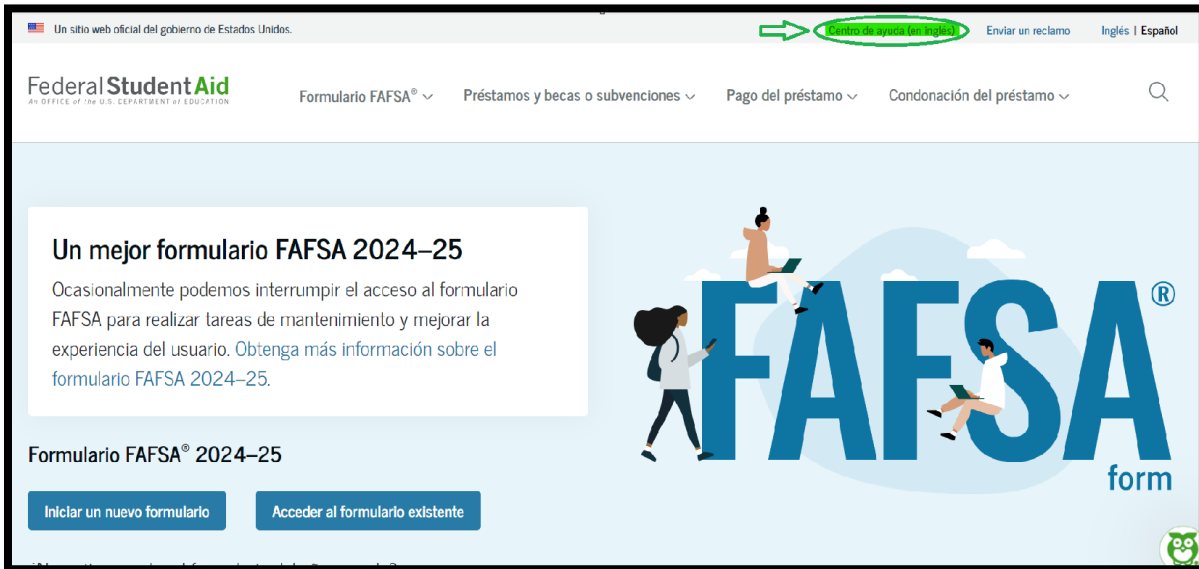 Un sitio web oficial del gobierno de Estados Unidos.
Centro de ayuda (en inglés)
Enviar un reclamo
Inglés | Español
Federal Student Aid
An OFFICE of the U.S. DEPARTMENT of EDUCATION
Formulario FAFSA®
Préstamos y becas o subvenciones
Pago del préstamo
Condonación del préstamo
Un mejor formulario FAFSA 2024–25
Ocasionalmente podemos interrumpir el acceso al formulario
FAFSA para realizar tareas de mantenimiento y mejorar la
experiencia del usuario. Obtenga más información sobre el
formulario FAFSA 2024–25.
FAFSA®
form
Formulario FAFSA® 2024–25
Iniciar un nuevo formulario
Acceder al formulario existente